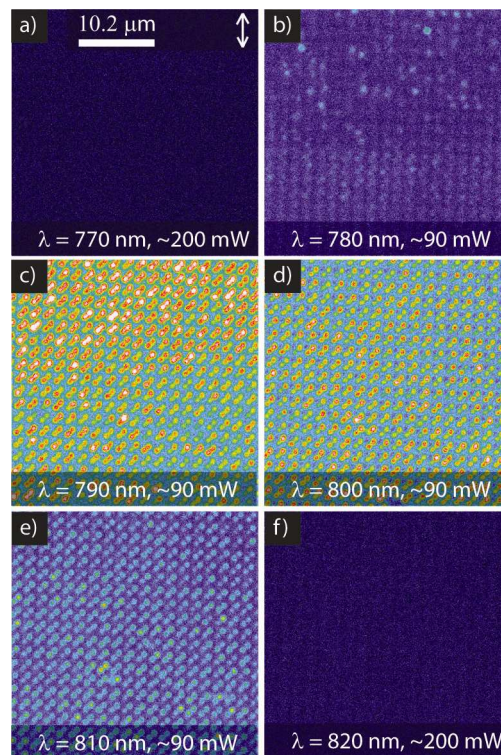 a)
10.2 μm
λ = 770 nm, ~200 mW
b)
λ = 780 nm, ~90 mW
c)
λ = 790 nm, ~90 mW
d)
λ = 800 nm, ~90 mW
e)
λ = 810 nm, ~90 mW
f)
λ = 820 nm, ~200 mW